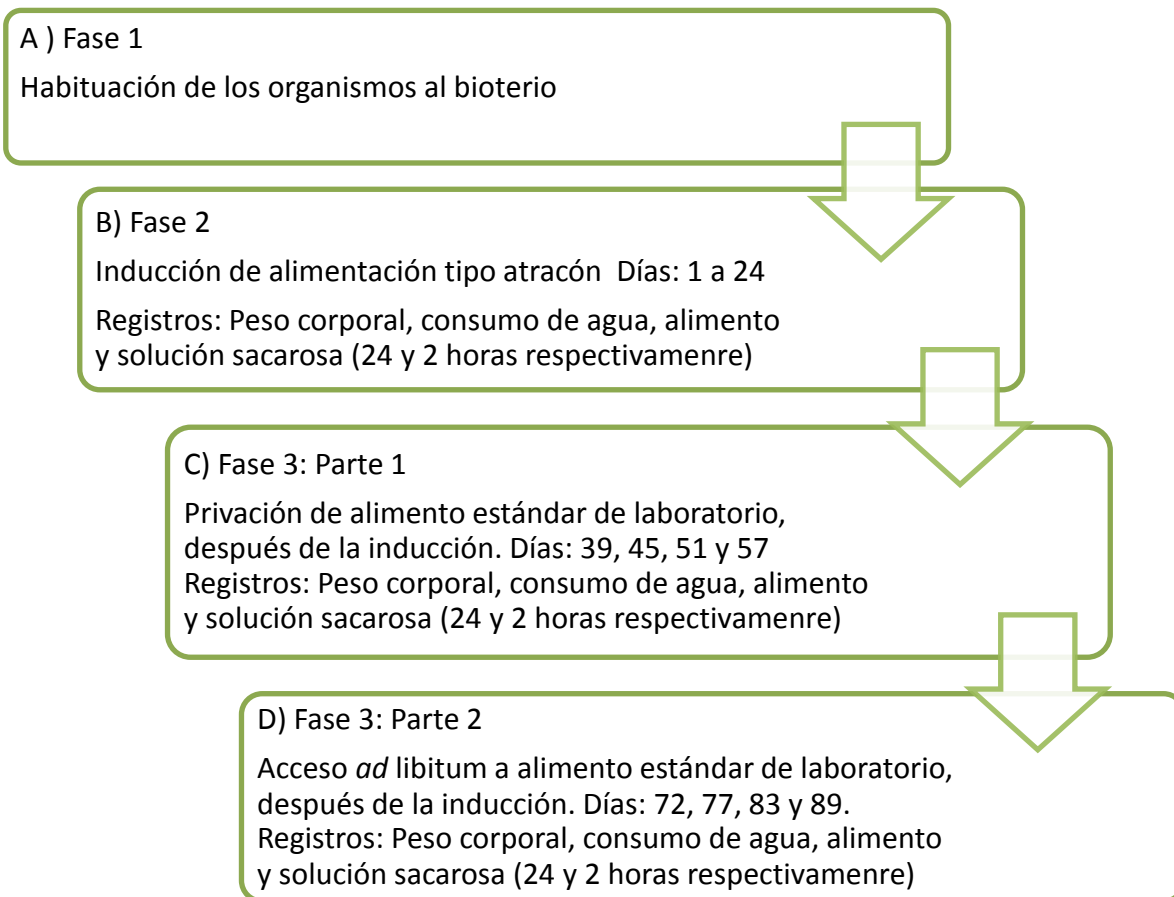 A ) Fase 1
Habituación de los organismos al bioterio
B) Fase 2
Inducción de alimentación tipo atracón Días: 1 a 24
Registros: Peso corporal, consumo de agua, alimento
y solución sacarosa (24 y 2 horas respectivamenre)
C) Fase 3: Parte 1
Privación de alimento estándar de laboratorio,
después de la inducción. Días: 39, 45, 51 y 57
Registros: Peso corporal, consumo de agua, alimento
y solución sacarosa (24 y 2 horas respectivamenre)
D) Fase 3: Parte 2
Acceso ad libitum a alimento estándar de laboratorio,
después de la inducción. Días: 72, 77, 83 y 89.
Registros: Peso corporal, consumo de agua, alimento
y solución sacarosa (24 y 2 horas respectivamenre)